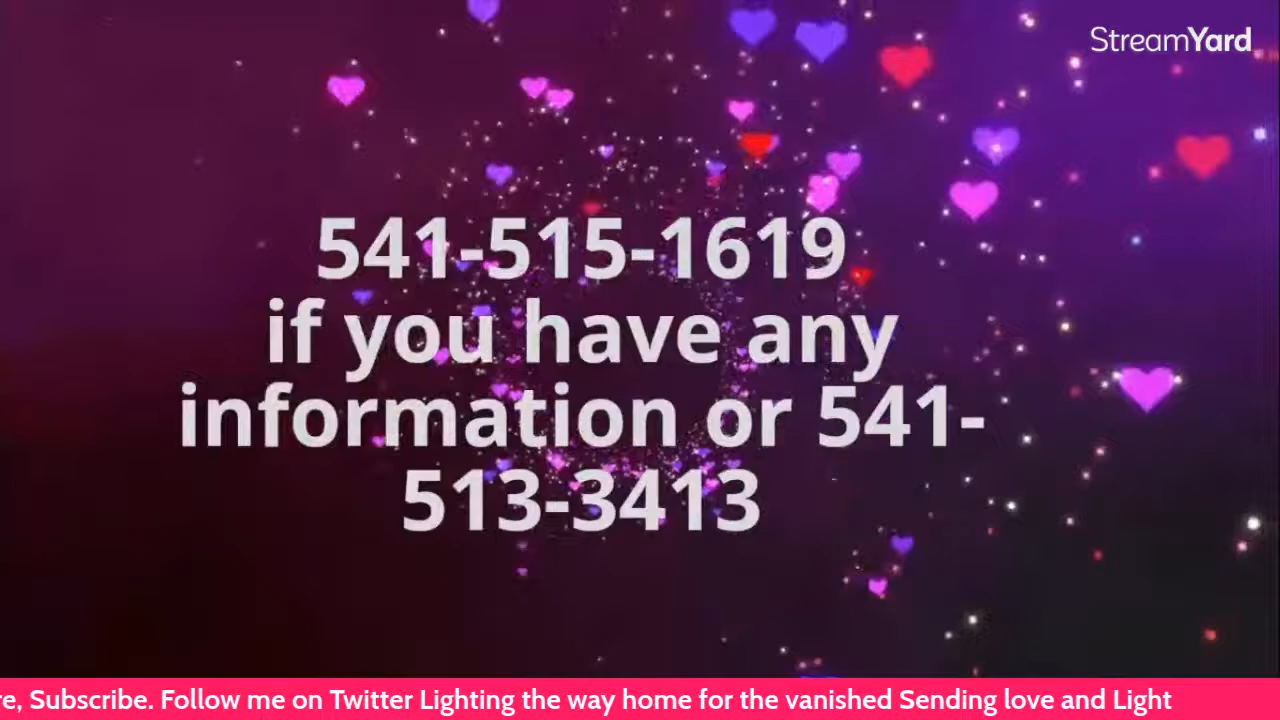 StreamYard
541-515-1619
if you have any
information or 541-
513-3413
re, Subscribe. Follow me on Twitter Lighting the way home for the vanished Sending love and Light